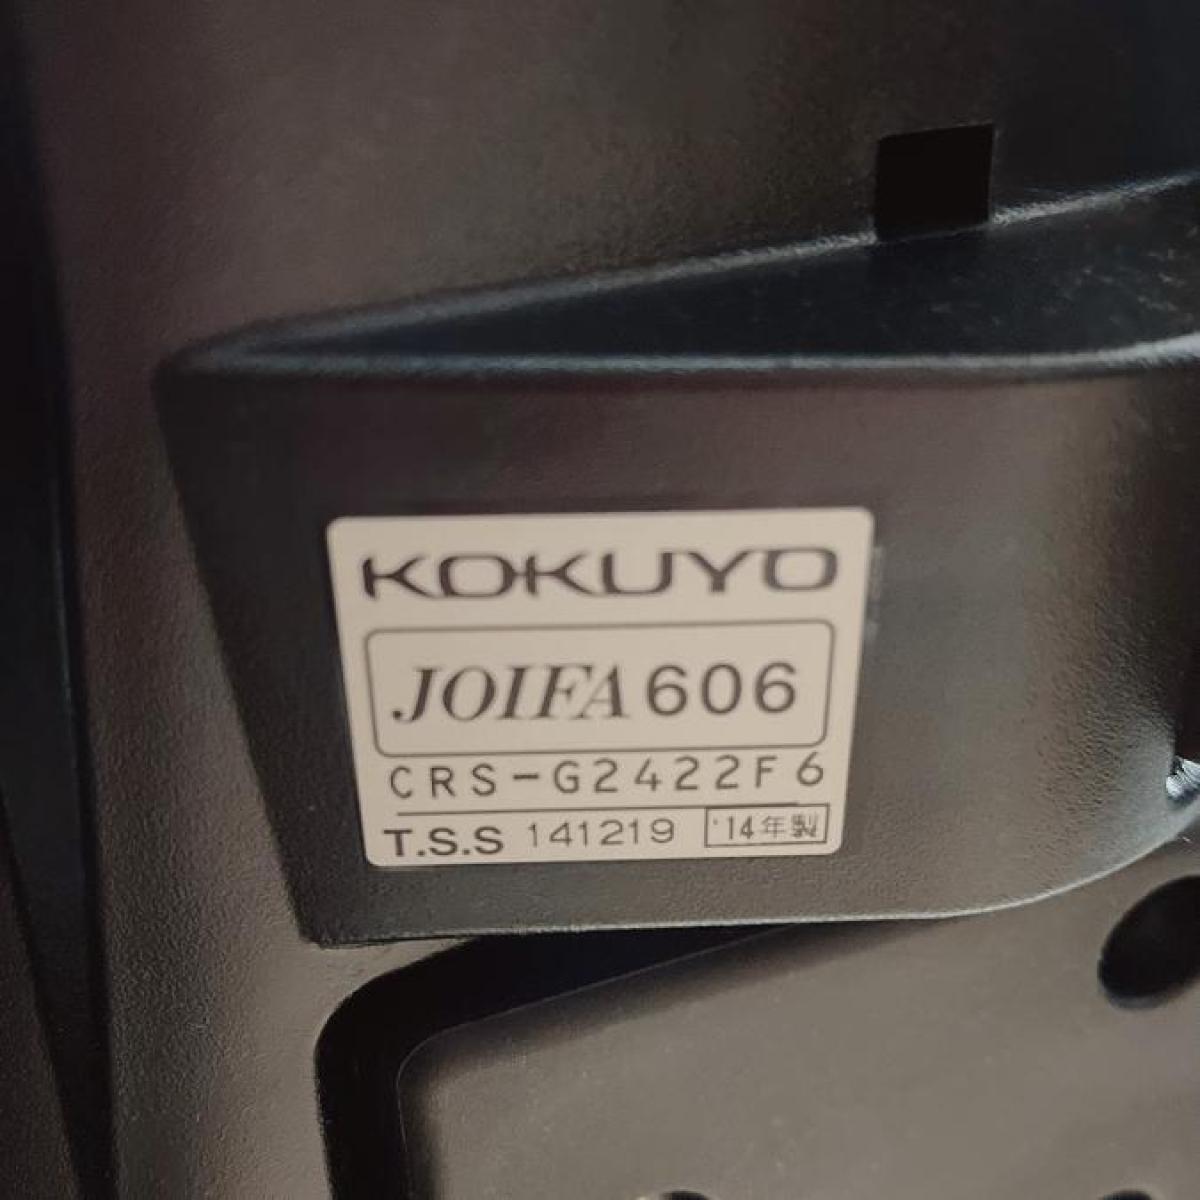 KOKUYO
JOIFA 606
CRS-G2422F6
T.S.S 141219 '14年製